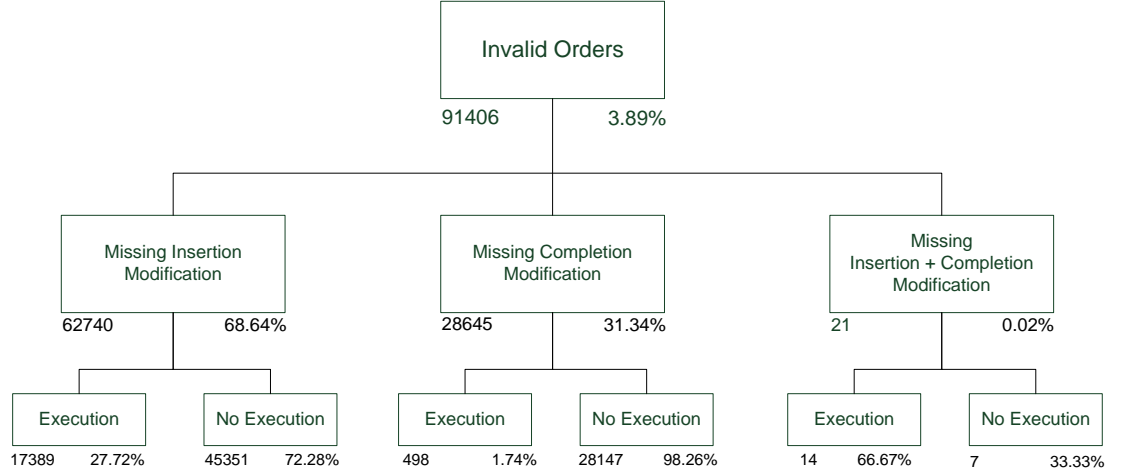 Invalid Orders
91406 3.89%
Missing Insertion
Modification
62740 68.64%
Missing Completion
Modification
28645 31.34%
Missing
Insertion + Completion
Modification
21 0.02%
Execution
17389 27.72%
No Execution
45351 72.28%
Execution
498 1.74%
No Execution
28147 98.26%
Execution
14 66.67%
No Execution
7 33.33%